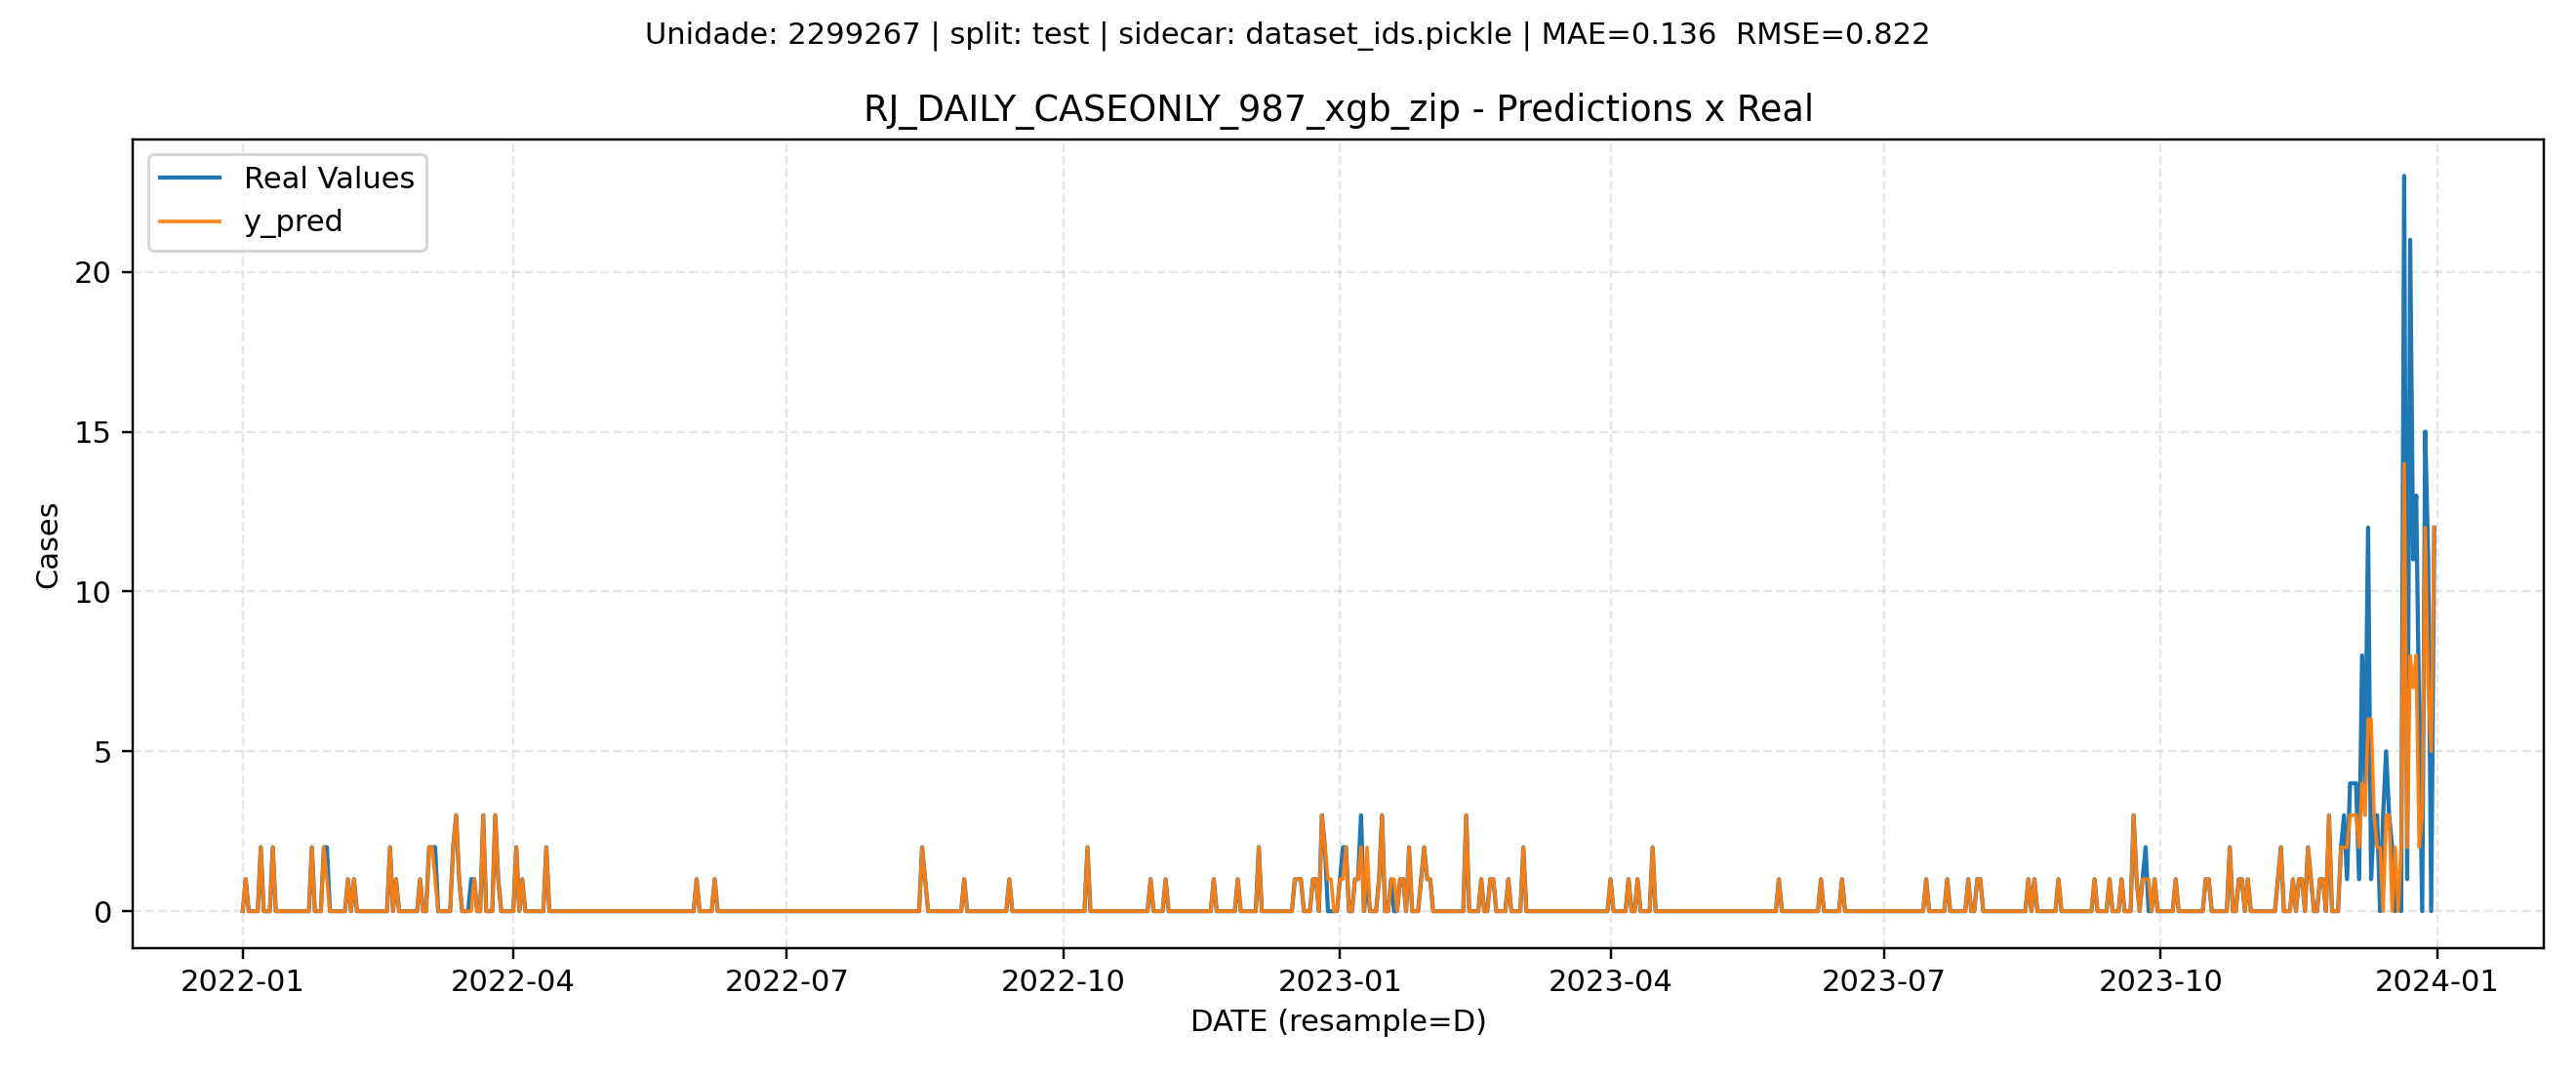 Unidade: 2299267 | split: test | sidecar: dataset_ids.pickle | MAE=0.136  RMSE=0.822
RJ_DAILY_CASEONLY_987_xgb_zip - Predictions x Real
Real Values
y_pred
20
15
10
5
0
Cases
2022-01
2022-04
2022-07
2022-10
2023-01
2023-04
2023-07
2023-10
2024-01
DATE (resample=D)